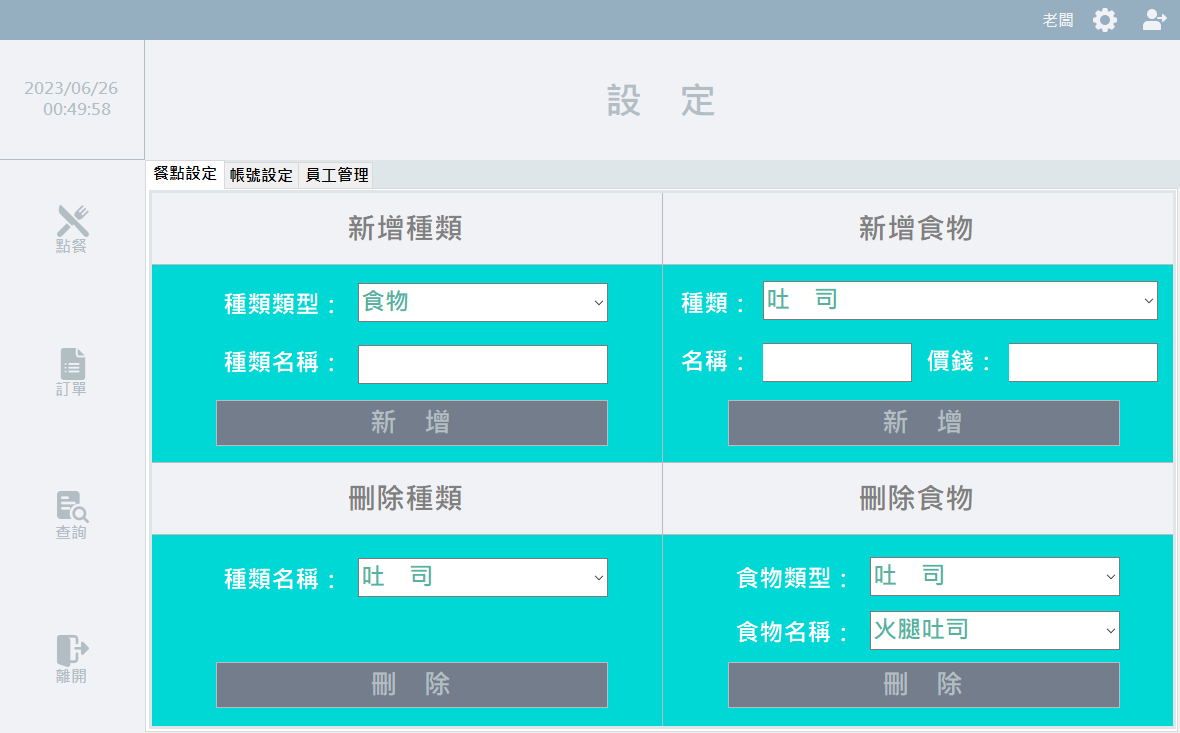 老闆
2023/06/26
00:49:58
設 定
餐點設定 帳號設定 員工管理
點餐
訂單
查詢
離開
新增種類
種類類型： 食物
種類名稱：
新 增
新增食物
種類： 吐 司
名稱： 價錢：
新 增
刪除種類
種類名稱： 吐 司
刪 除
刪除食物
食物類型： 吐 司
食物名稱： 火腿吐司
刪 除